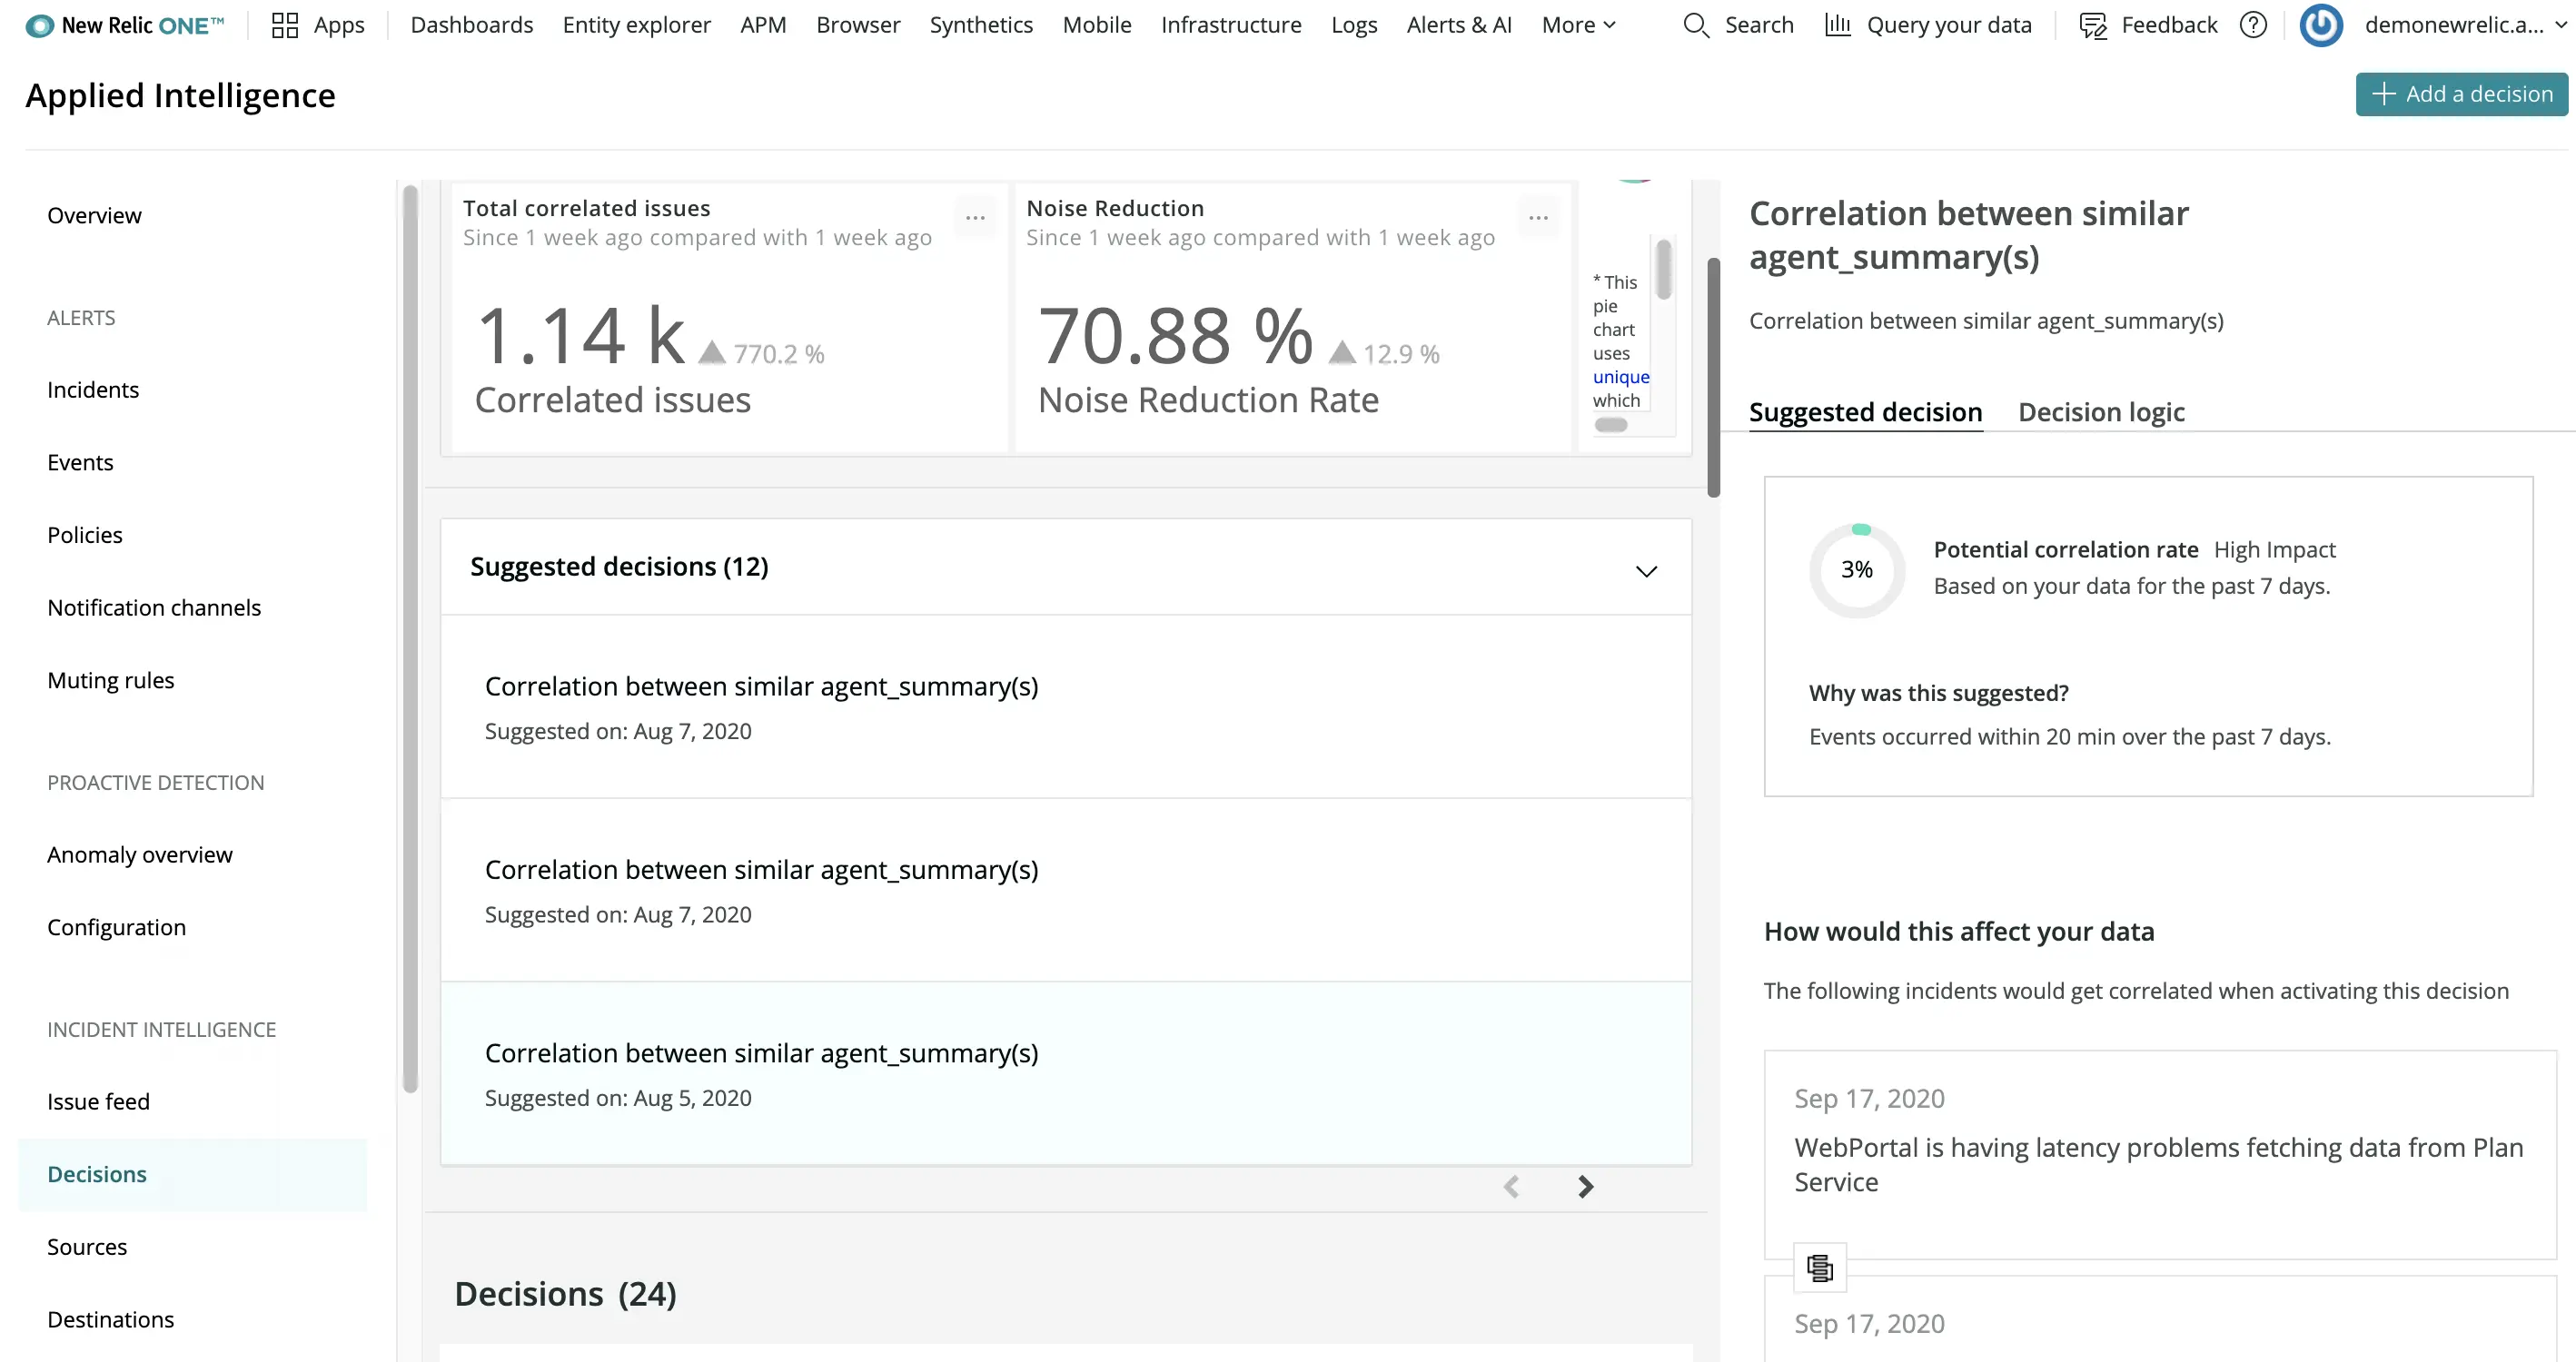 New Relic ONE™
Apps
Dashboards
Entity explorer
APM
Browser
Synthetics
Mobile
Infrastructure
Logs
Alerts & AI
More
Search
Query your data
Feedback
demonewrelic.a...
Applied Intelligence
Add a decision
Overview
ALERTS
Incidents
Events
Policies
Notification channels
Muting rules
PROACTIVE DETECTION
Anomaly overview
Configuration
INCIDENT INTELLIGENCE
Issue feed
Decisions
Sources
Destinations
Total correlated issues
Since 1 week ago compared with 1 week ago
1.14 k 770.2 %
Correlated issues
Noise Reduction
Since 1 week ago compared with 1 week ago
70.88 % 12.9 %
Noise Reduction Rate
* This
pie
chart
uses
unique
which
Suggested decisions (12)
Correlation between similar agent_summary(s)
Suggested on: Aug 7, 2020
Correlation between similar agent_summary(s)
Suggested on: Aug 7, 2020
Correlation between similar agent_summary(s)
Suggested on: Aug 5, 2020
Decisions (24)
Correlation between similar
agent_summary(s)
Correlation between similar agent_summary(s)
Suggested decision
Decision logic
3%
Potential correlation rate High Impact
Based on your data for the past 7 days.
Why was this suggested?
Events occurred within 20 min over the past 7 days.
How would this affect your data
The following incidents would get correlated when activating this decision
Sep 17, 2020
WebPortal is having latency problems fetching data from Plan
Service
Sep 17, 2020